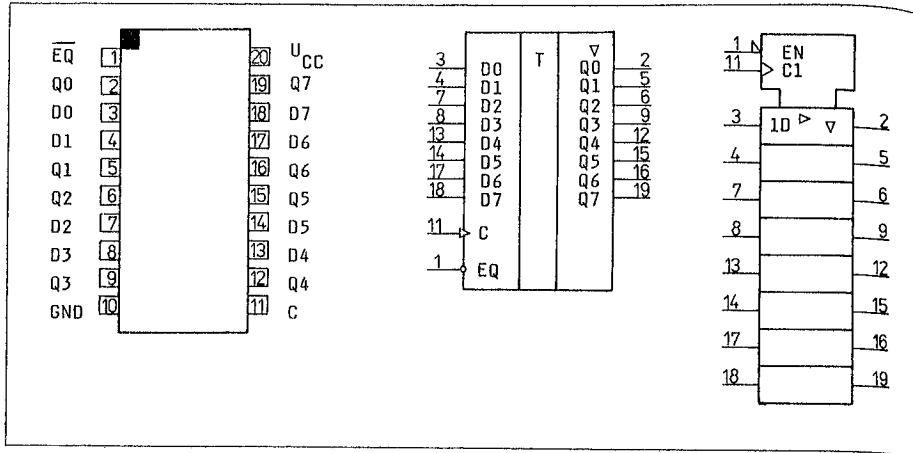 EQ 1 20 UCC
Q0 2 19 Q7
D0 3 18 D7
D1 4 17 D6
Q1 5 16 Q6
Q2 6 15 Q5
D2 7 14 D5
D3 8 13 D4
Q3 9 12 Q4
GND 10 11 C
T
3 D0 Q0 2
4 D1 Q1 5
7 D2 Q2 6
8 D3 Q3 9
13 D4 Q4 12
14 D5 Q5 15
17 D6 Q6 16
18 D7 Q7 19
11 C
1 EQ
1 EN
11 C1
3 1D 2
4 5
7 6
8 9
13 12
14 15
17 16
18 19